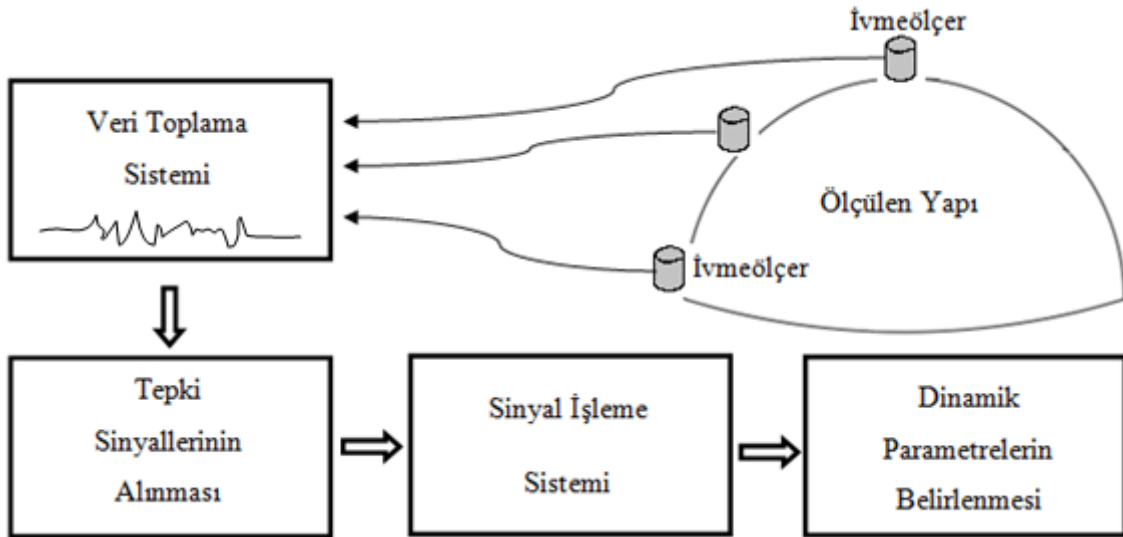 İvmeölçer
Veri Toplama
Sistemi
Ölçülen Yapı
İvmeölçer
Tepki
Sinyallerinin
Alınması
Sinyal İşleme
Sistemi
Dinamik
Parametrelerin
Belirlenmesi